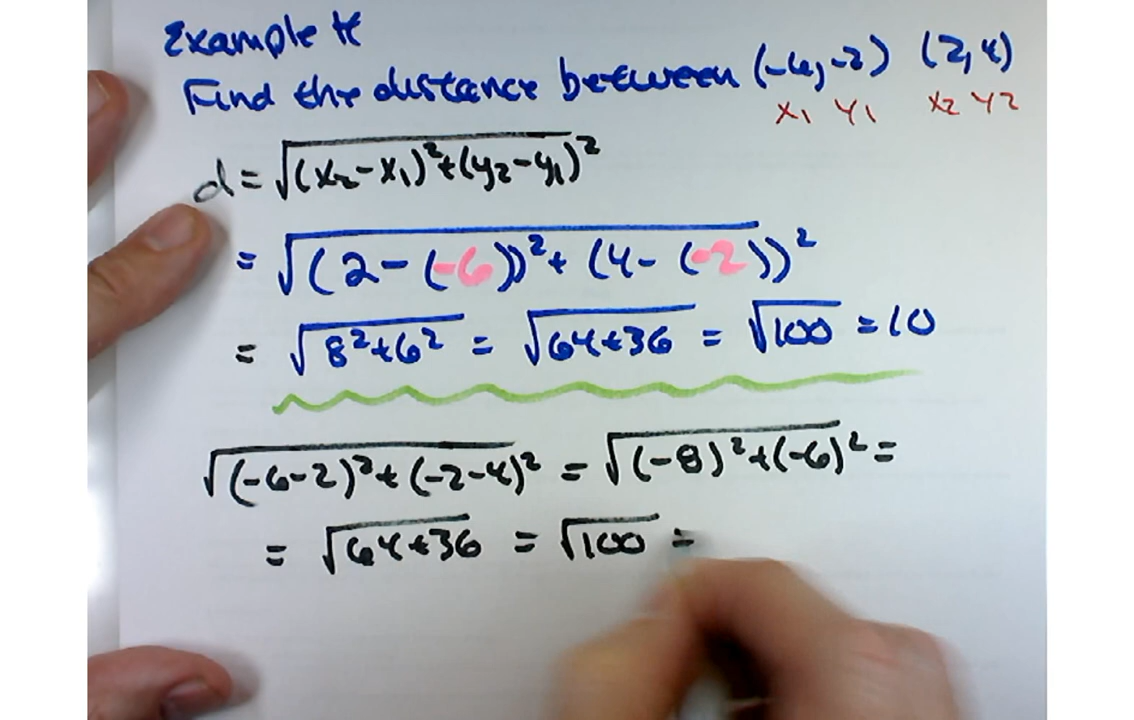 Example H
Find the distance between (-6,-2) (2,4)
x₁ y₁ x₂ y₂
d = √(x₂-x₁)²+(y₂-y₁)²
= √(2-(-6))²+(4-(-2))²
= √8²+6² = √64+36 = √100 = 10
√(-6-2)²+(-2-4)² = √(-8)²+(-6)² =
= √64+36 = √100 =